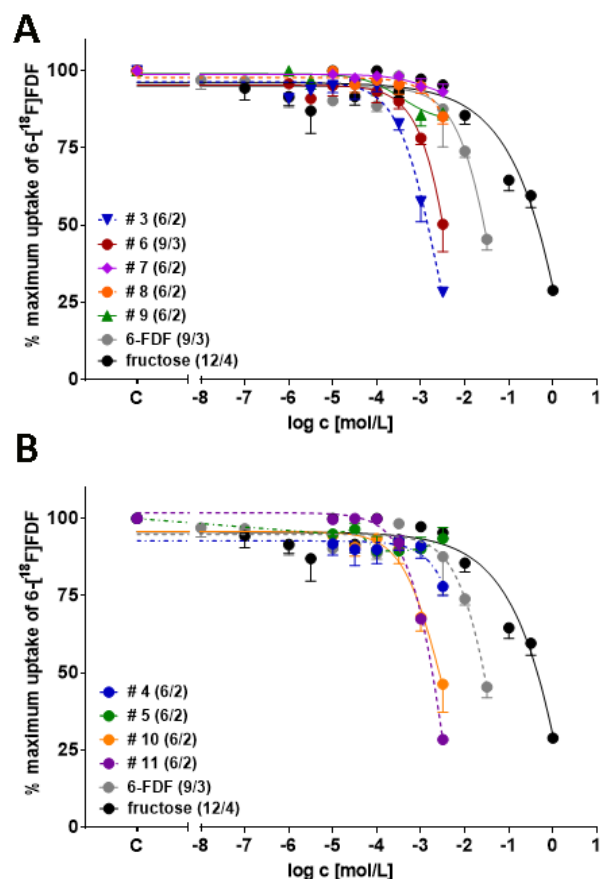 A
% maximum uptake of 6-[¹⁸F]FDF
100
75
50
25
0
# 3 (6/2)
# 6 (9/3)
# 7 (6/2)
# 8 (6/2)
# 9 (6/2)
6-FDF (9/3)
fructose (12/4)
C -8 -7 -6 -5 -4 -3 -2 -1 0 1
log c [mol/L]
B
% maximum uptake of 6-[¹⁸F]FDF
100
75
50
25
0
# 4 (6/2)
# 5 (6/2)
# 10 (6/2)
# 11 (6/2)
6-FDF (9/3)
fructose (12/4)
C -8 -7 -6 -5 -4 -3 -2 -1 0 1
log c [mol/L]